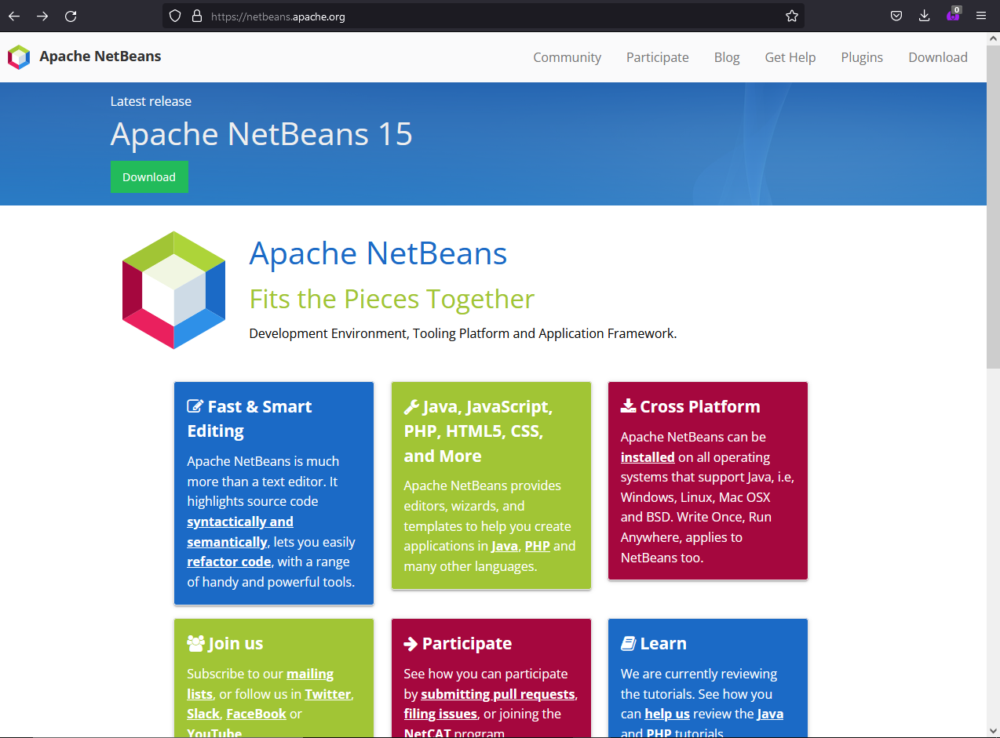 https://netbeans.apache.org
0
Apache NetBeans
Community
Participate
Blog
Get Help
Plugins
Download
Latest release
Apache NetBeans 15
Download
Apache NetBeans
Fits the Pieces Together
Development Environment, Tooling Platform and Application Framework.
Fast & Smart
Editing
Apache NetBeans is much
more than a text editor. It
highlights source code
syntactically and
semantically, lets you easily
refactor code, with a range
of handy and powerful tools.
Java, JavaScript,
PHP, HTML5, CSS,
and More
Apache NetBeans provides
editors, wizards, and
templates to help you create
applications in Java, PHP and
many other languages.
Cross Platform
Apache NetBeans can be
installed on all operating
systems that support Java, i.e,
Windows, Linux, Mac OSX
and BSD. Write Once, Run
Anywhere, applies to
NetBeans too.
Join us
Subscribe to our mailing
lists, or follow us in Twitter,
Slack, FaceBook or
YouTube
Participate
See how you can participate
by submitting pull requests,
filing issues, or joining the
NetCAT program
Learn
We are currently reviewing
the tutorials. See how you
can help us review the Java
and PHP tutorials